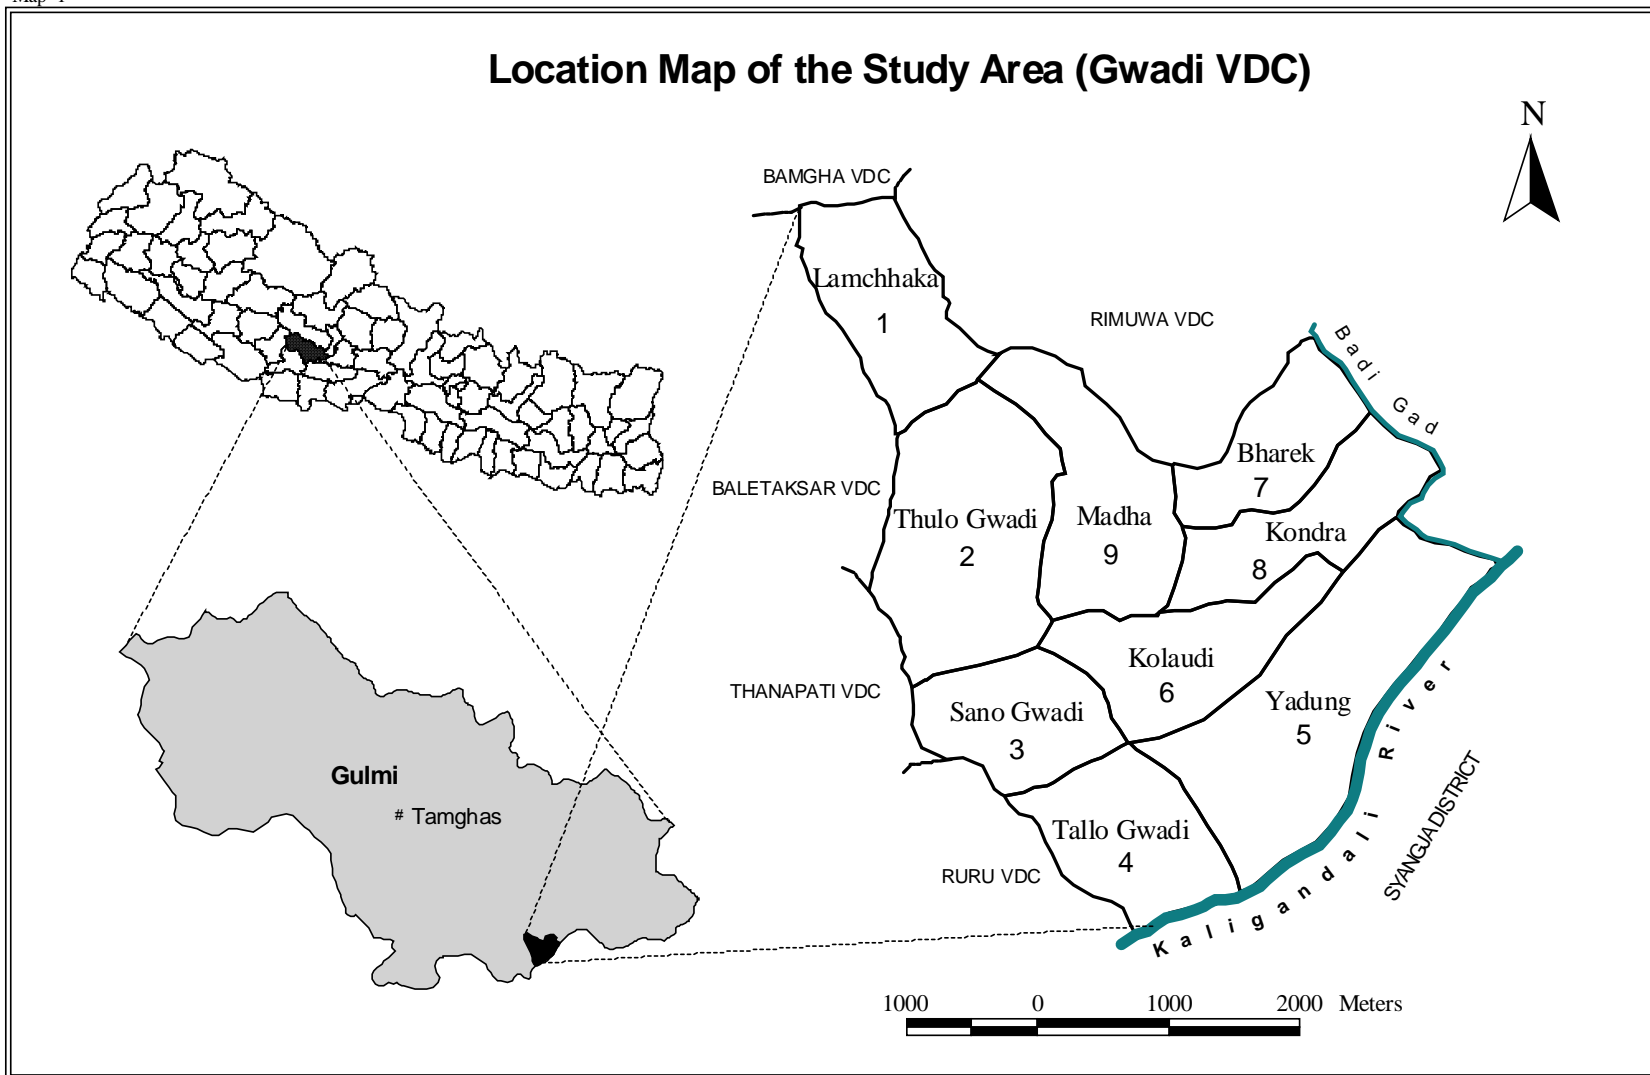 Location Map of the Study Area (Gwadi VDC)
N
BAMGHA VDC
Lamchhaka
1
RIMUWA VDC
Badi Gad
Bharek
7
BALETAKSAR VDC
Thulo Gwadi
2
Madha
9
Kondra
8
Kolaudi
6
THANAPATI VDC
Sano Gwadi
3
Yadung
5
Kaligandali River
SYANGJA DISTRICT
Gulmi
# Tamghas
Tallo Gwadi
4
RURU VDC
1000 0 1000 2000 Meters